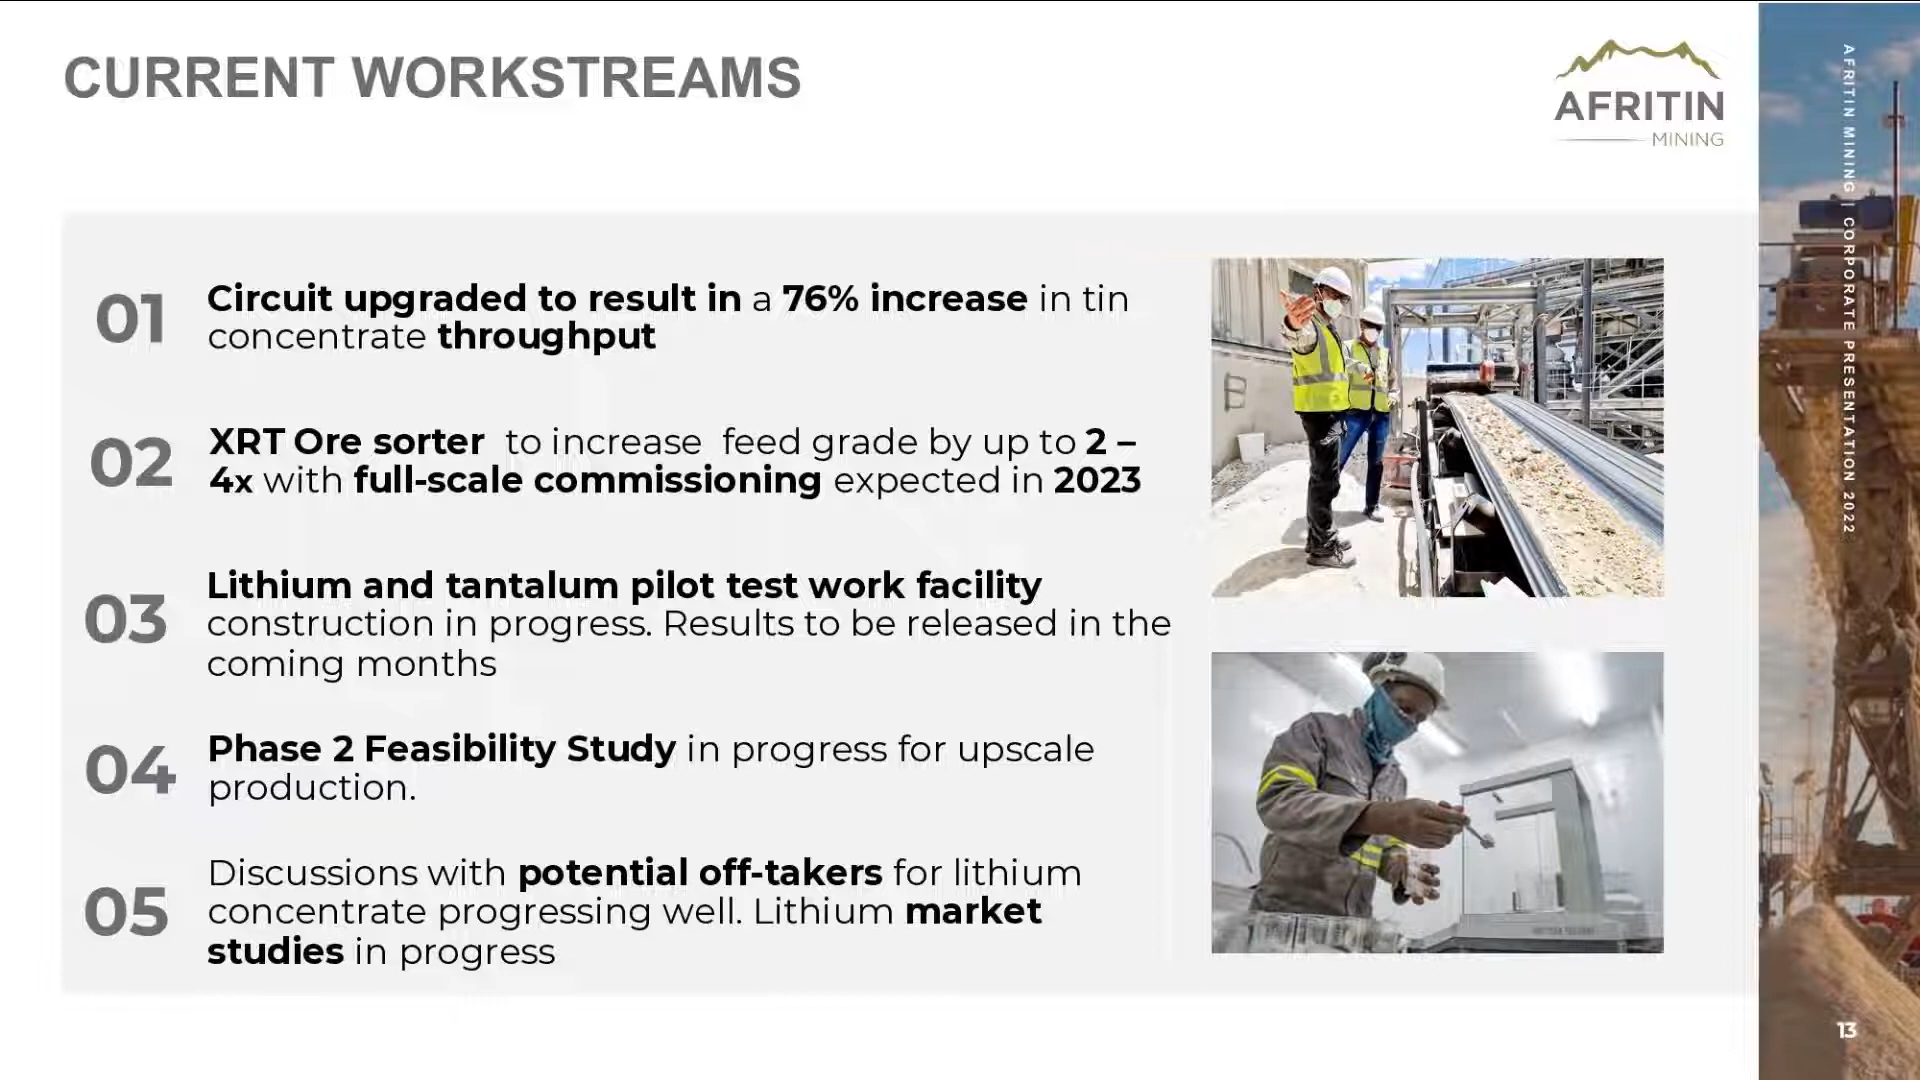 CURRENT WORKSTREAMS
AFRITIN
MINING
01
Circuit upgraded to result in a 76% increase in tin
concentrate throughput
02
XRT Ore sorter to increase feed grade by up to 2 –
4x with full-scale commissioning expected in 2023
03
Lithium and tantalum pilot test work facility
construction in progress. Results to be released in the
coming months
04
Phase 2 Feasibility Study in progress for upscale
production.
05
Discussions with potential off-takers for lithium
concentrate progressing well. Lithium market
studies in progress
AFRITIN MINING | CORPORATE PRESENTATION 2022
13